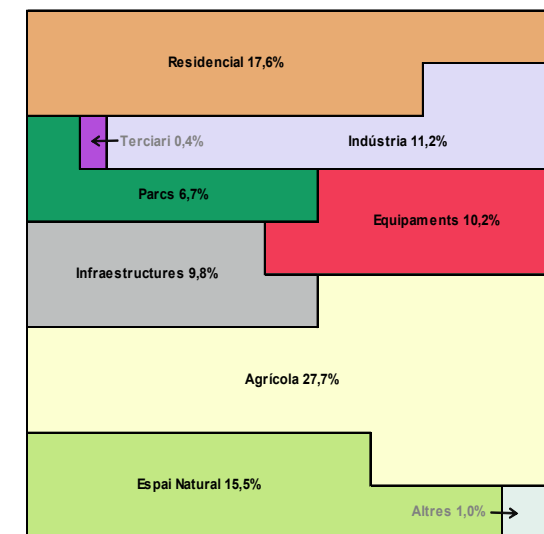 Residencial 17,6%
Terciari 0,4%
Indústria 11,2%
Parcs 6,7%
Equipaments 10,2%
Infraestructures 9,8%
Agrícola 27,7%
Espai Natural 15,5%
Altres 1,0%